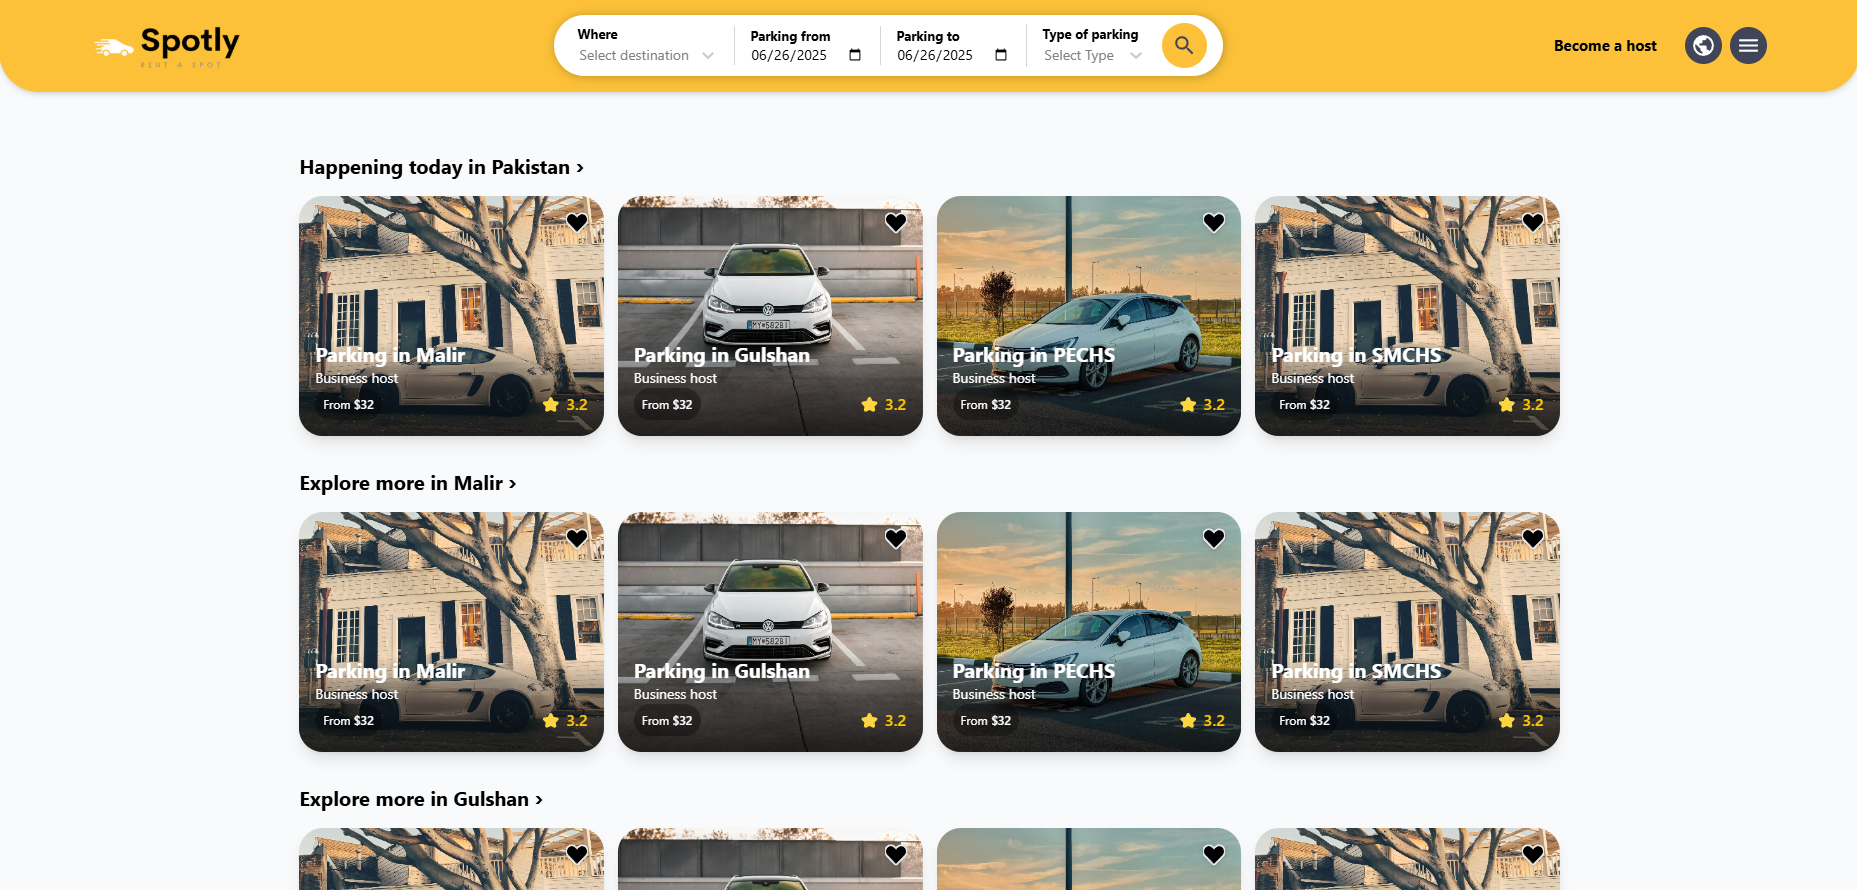 Spotly
RENT A SPOT
Where
Select destination
Parking from
06/26/2025
Parking to
06/26/2025
Type of parking
Select Type
Become a host
Happening today in Pakistan ›
Parking in Malir
Business host
From $32
3.2
MY 582BT
Parking in Gulshan
Business host
From $32
3.2
Parking in PECHS
Business host
From $32
3.2
Parking in SMCHS
Business host
From $32
3.2
Explore more in Malir ›
Parking in Malir
Business host
From $32
3.2
MY 582BT
Parking in Gulshan
Business host
From $32
3.2
Parking in PECHS
Business host
From $32
3.2
Parking in SMCHS
Business host
From $32
3.2
Explore more in Gulshan ›